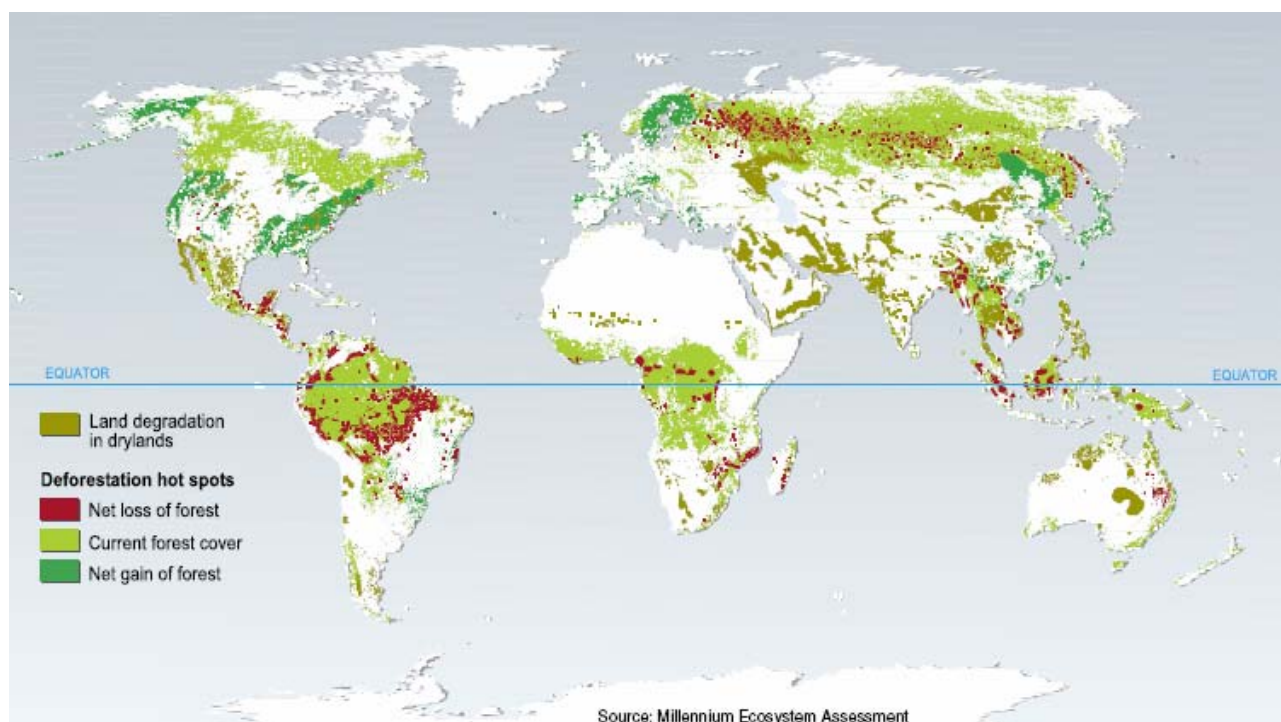 EQUATOR
EQUATOR
Land degradation
in drylands
Deforestation hot spots
Net loss of forest
Current forest cover
Net gain of forest
Source: Millennium Ecosystem Assessment